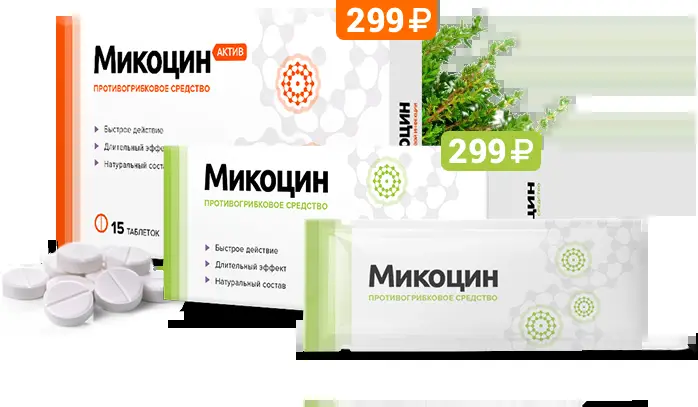 299 ₽
Микоцин АКТИВ
ПРОТИВОГРИБКОВОЕ СРЕДСТВО
Быстрое действие
Длительный эффект
Натуральный состав
15 ТАБЛЕТОК
299 ₽
Микоцин
ПРОТИВОГРИБКОВОЕ СРЕДСТВО
Быстрое действие
Длительный эффект
Натуральный состав
Микоцин
ПРОТИВОГРИБКОВОЕ СРЕДСТВО